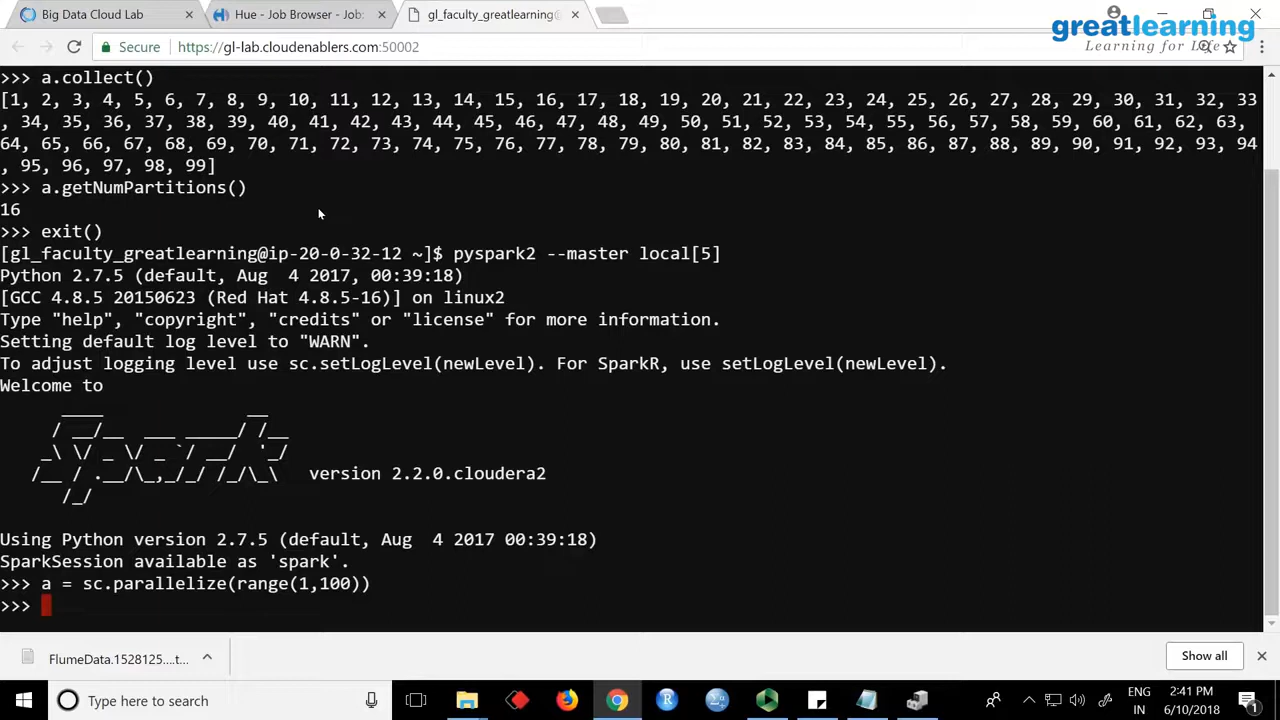 Big Data Cloud Lab
Hue - Job Browser - Job:
gl_faculty_greatlearning@
greatlearning
Learning for Life
Secure
https://gl-lab.cloudenablers.com:50002
>>> a.collect()
[1, 2, 3, 4, 5, 6, 7, 8, 9, 10, 11, 12, 13, 14, 15, 16, 17, 18, 19, 20, 21, 22, 23, 24, 25, 26, 27, 28, 29, 30, 31, 32, 33
, 34, 35, 36, 37, 38, 39, 40, 41, 42, 43, 44, 45, 46, 47, 48, 49, 50, 51, 52, 53, 54, 55, 56, 57, 58, 59, 60, 61, 62, 63,
64, 65, 66, 67, 68, 69, 70, 71, 72, 73, 74, 75, 76, 77, 78, 79, 80, 81, 82, 83, 84, 85, 86, 87, 88, 89, 90, 91, 92, 93, 94
, 95, 96, 97, 98, 99]
>>> a.getNumPartitions()
16
>>> exit()
[gl_faculty_greatlearning@ip-20-0-32-12 ~]$ pyspark2 --master local[5]
Python 2.7.5 (default, Aug  4 2017, 00:39:18)
[GCC 4.8.5 20150623 (Red Hat 4.8.5-16)] on linux2
Type "help", "copyright", "credits" or "license" for more information.
Setting default log level to "WARN".
To adjust logging level use sc.setLogLevel(newLevel). For SparkR, use setLogLevel(newLevel).
Welcome to
Spark
version 2.2.0.cloudera2
Using Python version 2.7.5 (default, Aug  4 2017 00:39:18)
SparkSession available as 'spark'.
>>> a = sc.parallelize(range(1,100))
>>>
FlumeData.1528125....t...
Show all
Type here to search
ENG
IN
2:41 PM
6/10/2018
1